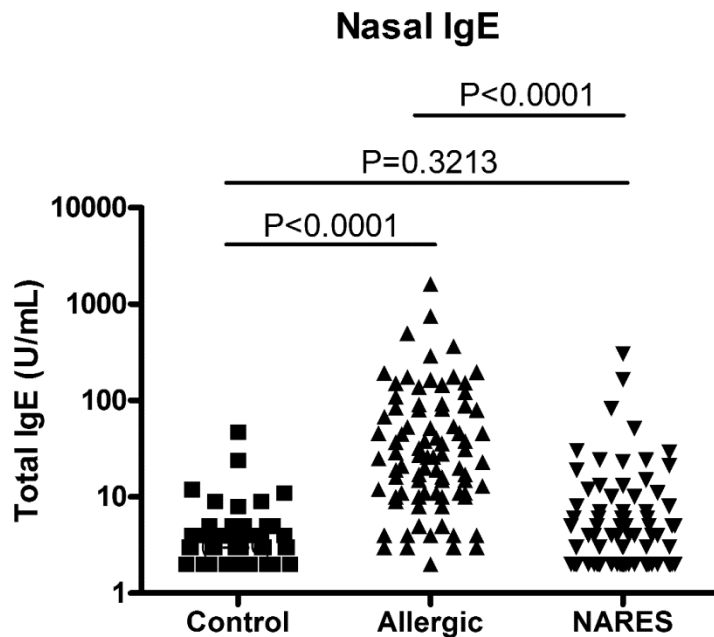 Nasal IgE
P<0.0001
P=0.3213
P<0.0001
Total IgE (U/mL)
10000
1000
100
10
1
Control Allergic NARES